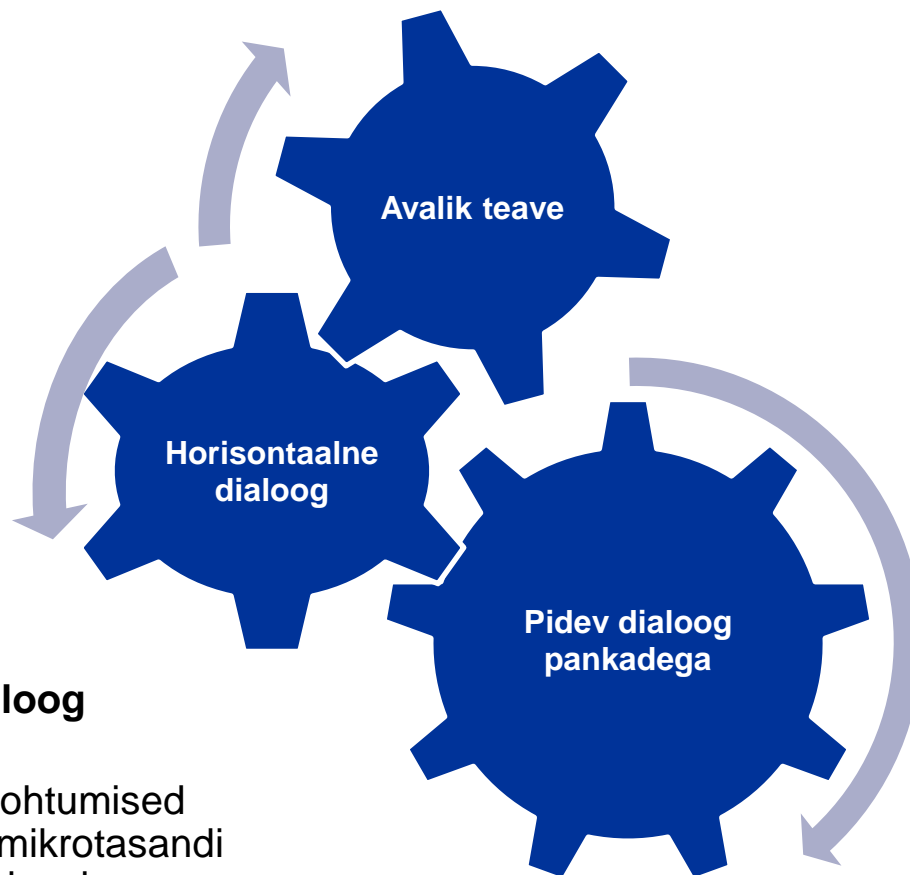 Avalik teave
Horisontaalne
dialoog
Pidev dialoog
pankadega
loog
ohtumised
mikrotasandi